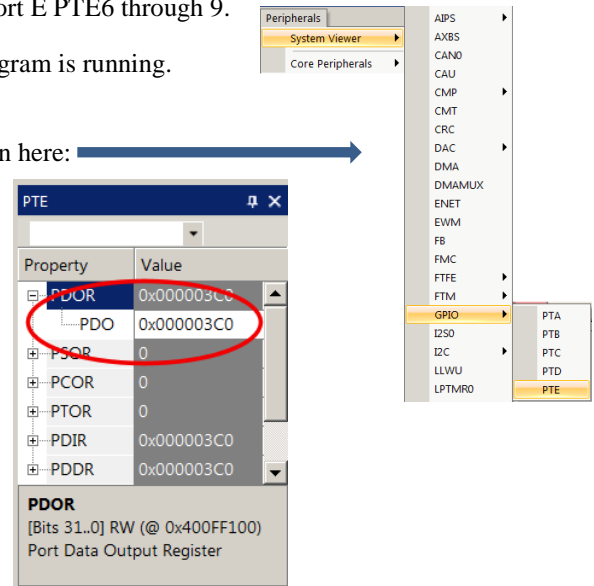 ort E PTE6 through 9.
gram is running.
n here:
Peripherals
System Viewer
Core Peripherals
AIPS
AXBS
CAN0
CAU
CMP
CMT
CRC
DAC
DMA
DMAMUX
ENET
EWM
FB
FMC
FTFE
FTM
GPIO
I2S0
I2C
LLWU
LPTMR0
PTA
PTB
PTC
PTD
PTE
PTE
Property Value
PDOR 0x000003C0
PDO 0x000003C0
PSOR 0
PCOR 0
PTOR 0
PDIR 0x000003C0
PDDR 0x000003C0
PDOR
[Bits 31..0] RW (@ 0x400FF100)
Port Data Output Register